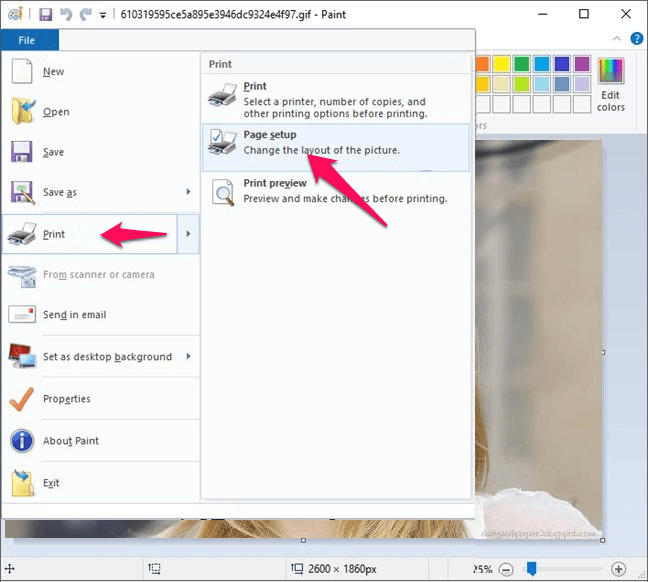 610319595ce5a895e3946dc9324e4f97.gif - Paint
File
New
Open
Save
Save as
Print
From scanner or camera
Send in email
Set as desktop background
Properties
About Paint
Exit
Print
Print
Select a printer, number of copies, and
other printing options before printing.
Page setup
Change the layout of the picture.
Print preview
Preview and make changes before printing.
Edit
colors
rs
dailywallpaper2blogspot.com
2600 × 1860px
25%